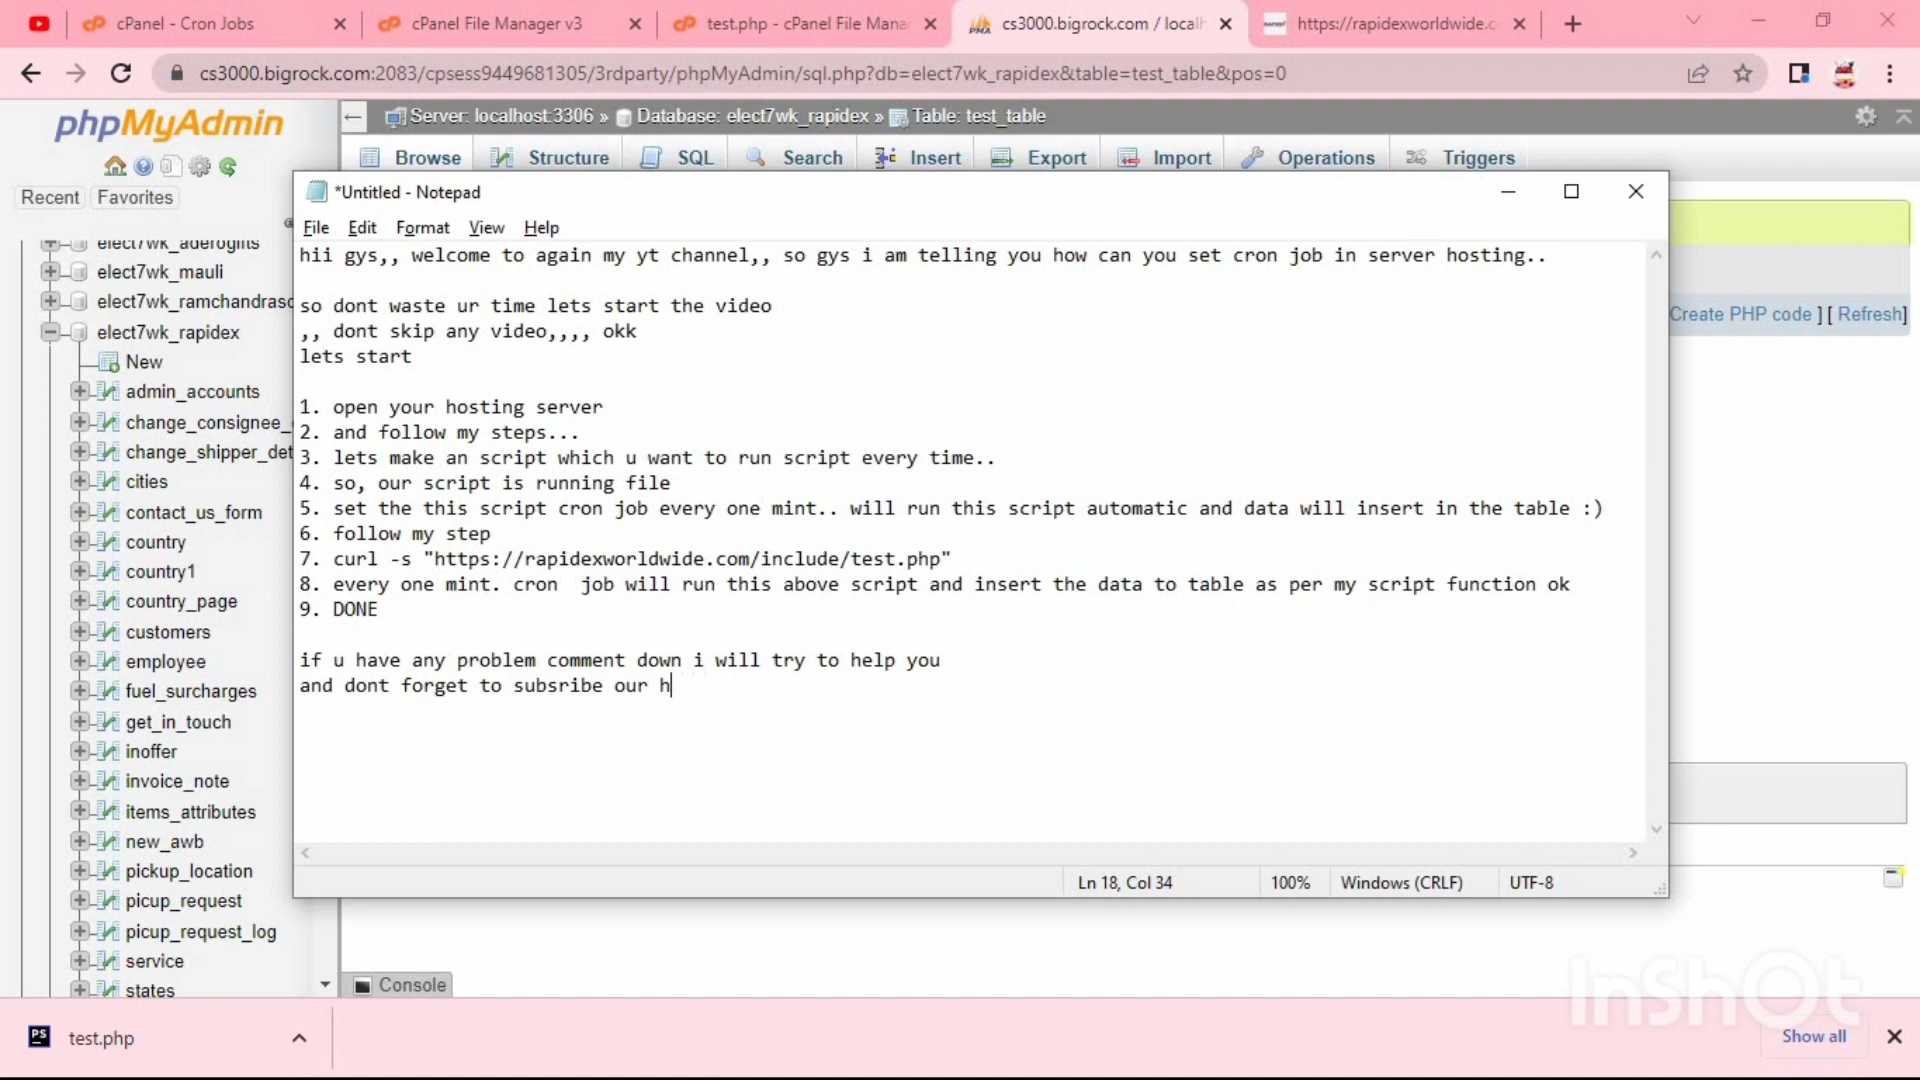 cPanel - Cron Jobs
cPanel File Manager v3
test.php - cPanel File Mana
cs3000.bigrock.com / localh
https://rapidexworldwide.c
cs3000.bigrock.com:2083/cpsess9449681305/3rdparty/phpMyAdmin/sql.php?db=elect7wk_rapidex&table=test_table&pos=0
phpMyAdmin
Server: localhost:3306 » Database: elect7wk_rapidex » Table: test_table
Browse Structure SQL Search Insert Export Import Operations Triggers
Recent Favorites
elect7wk_aderogifts
elect7wk_mauli
elect7wk_ramchandrasc
elect7wk_rapidex
New
admin_accounts
change_consignee_
change_shipper_det
cities
contact_us_form
country
country1
country_page
customers
employee
fuel_surcharges
get_in_touch
inoffer
invoice_note
items_attributes
new_awb
pickup_location
picup_request
picup_request_log
service
states
*Untitled - Notepad
File Edit Format View Help
hii gys,, welcome to again my yt channel,, so gys i am telling you how can you set cron job in server hosting..
so dont waste ur time lets start the video
,, dont skip any video,,,, okk
lets start
1. open your hosting server
2. and follow my steps...
3. lets make an script which u want to run script every time..
4. so, our script is running file
5. set the this script cron job every one mint.. will run this script automatic and data will insert in the table :)
6. follow my step
7. curl -s "https://rapidexworldwide.com/include/test.php"
8. every one mint. cron  job will run this above script and insert the data to table as per my script function ok
9. DONE
if u have any problem comment down i will try to help you
and dont forget to subsribe our h
Ln 18, Col 34 100% Windows (CRLF) UTF-8
Create PHP code ] [ Refresh]
Console
InShOt
test.php
Show all